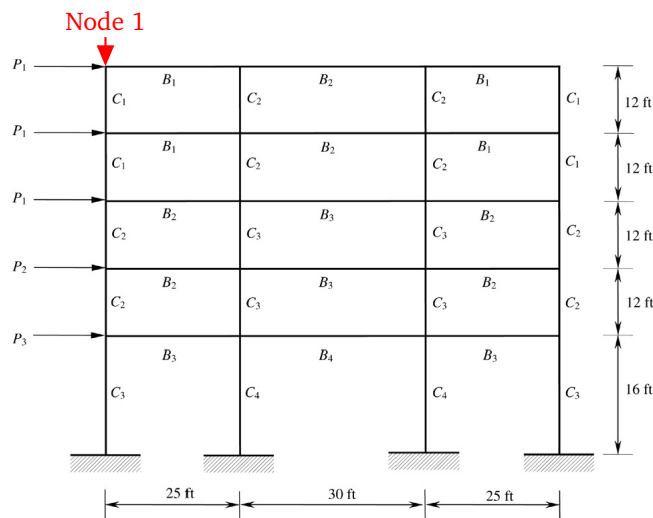 Node 1
P₁
B₁ B₂ B₁
C₁ C₂ C₂ C₁ 12 ft
P₁
B₁ B₂ B₁
C₁ C₂ C₂ C₁ 12 ft
P₁
B₂ B₃ B₂
C₂ C₃ C₃ C₂ 12 ft
P₂
B₂ B₃ B₂
C₂ C₃ C₃ C₂ 12 ft
P₃
B₃ B₄ B₃
C₃ C₄ C₄ C₃ 16 ft
25 ft 30 ft 25 ft